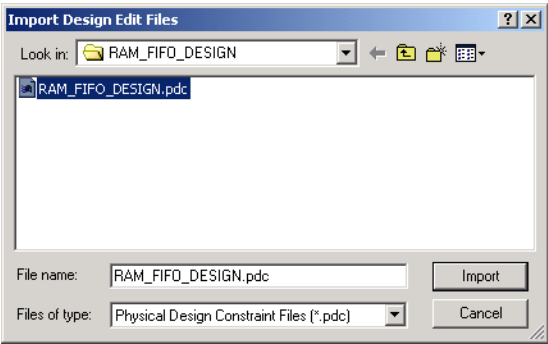 Import Design Edit Files
Look in: RAM_FIFO_DESIGN
RAM_FIFO_DESIGN.pdc
File name: RAM_FIFO_DESIGN.pdc Import
Files of type: Physical Design Constraint Files (*.pdc) Cancel